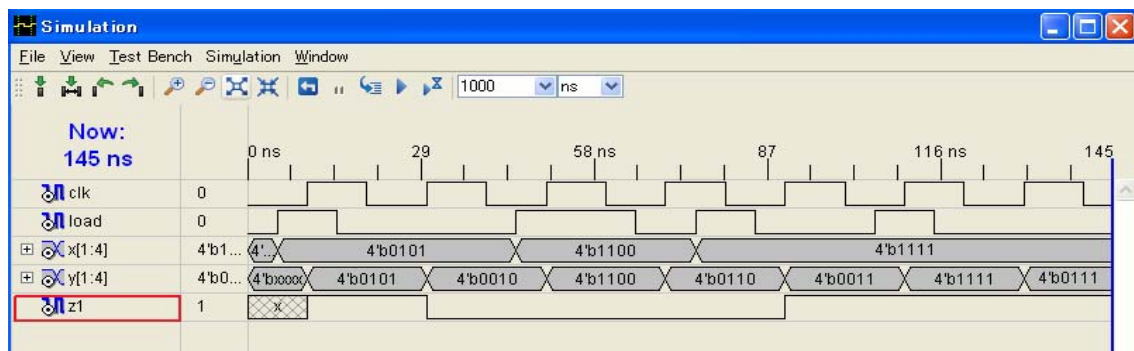 Simulation
File View Test Bench Simulation Window
1000 ns
Now:
145 ns
0 ns 29 58 ns 87 116 ns 145
clk 0
load 0
x[1:4] 4'b1... 4'... 4'b0101 4'b1100 4'b1111
y[1:4] 4'b0... 4'bxxxx 4'b0101 4'b0010 4'b1100 4'b0110 4'b0011 4'b1111 4'b0111
z1 1 x